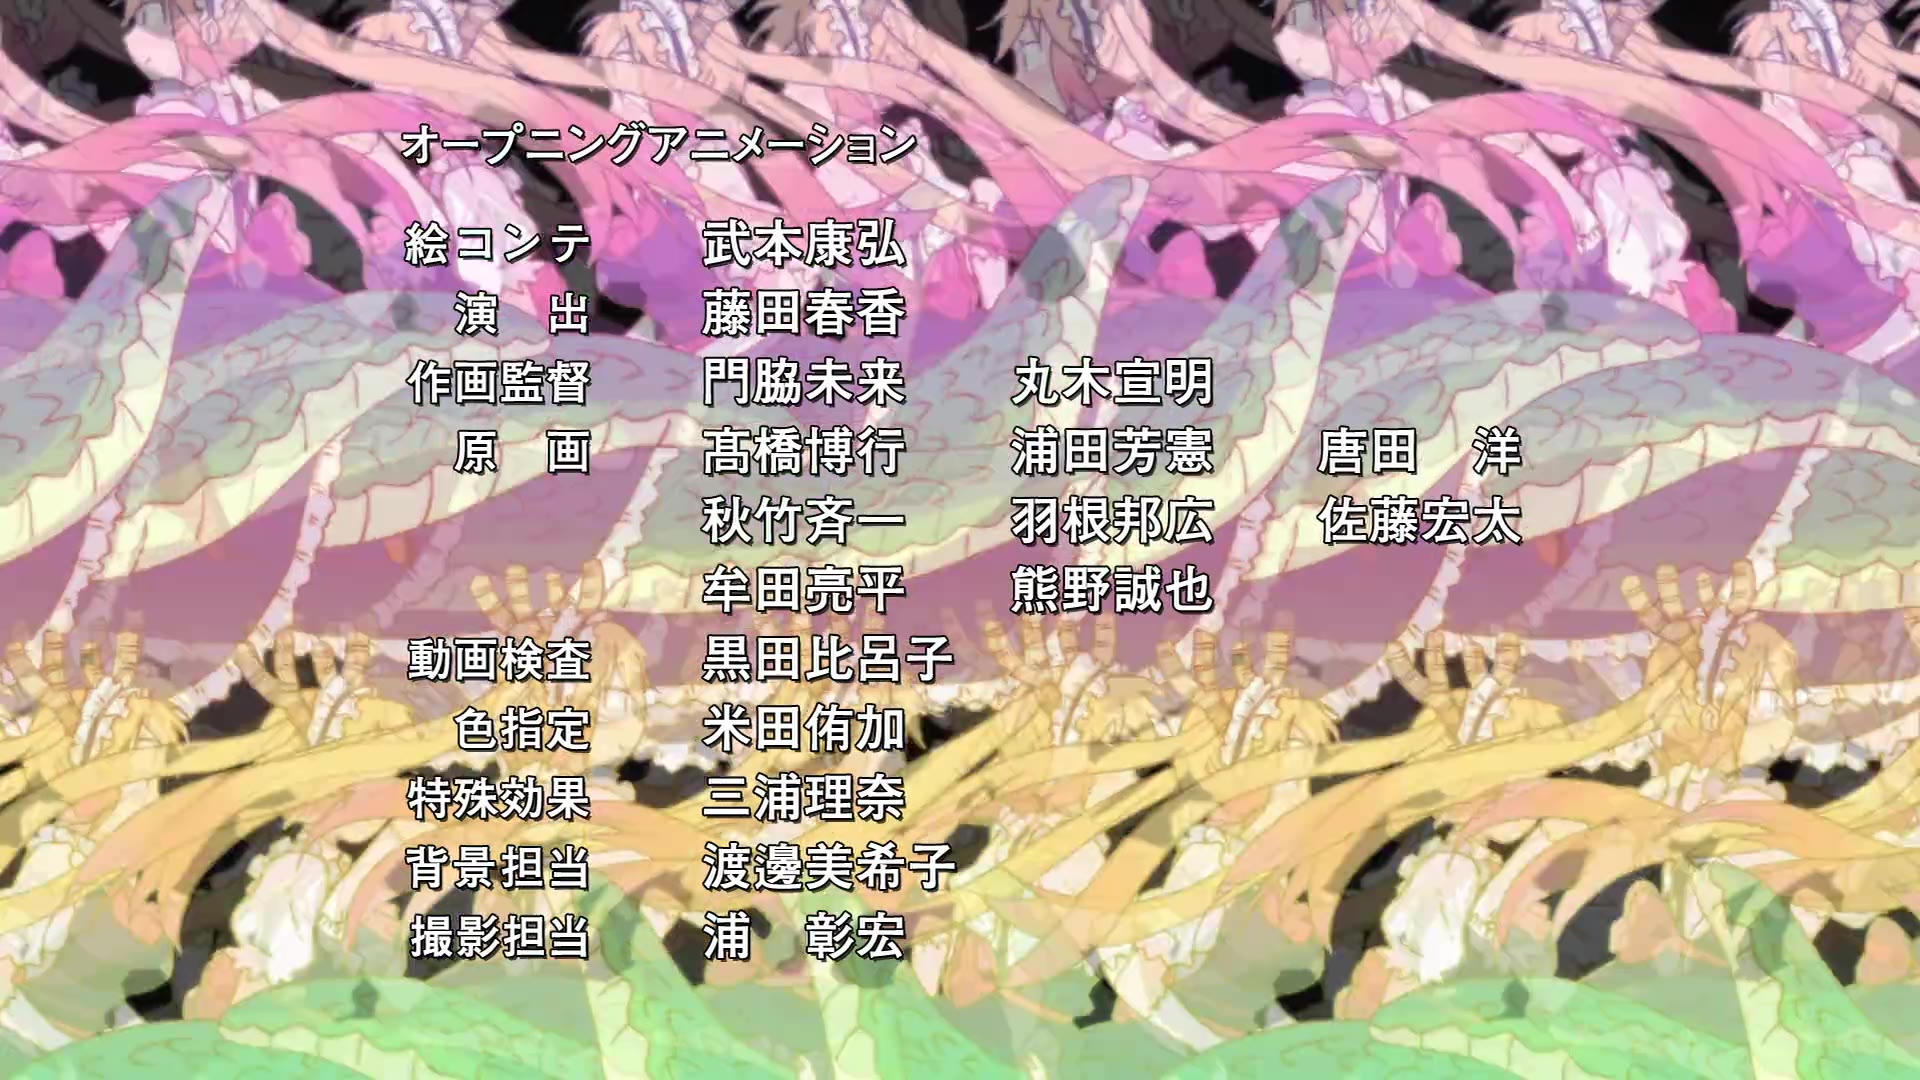 オープニングアニメーション
絵コンテ　武本康弘
演　出　藤田春香
作画監督　門脇未来　丸木宣明
原　画　髙橋博行　浦田芳憲　唐田　洋
秋竹斉一　羽根邦広　佐藤宏太
牟田亮平　熊野誠也
動画検査　黒田比呂子
色指定　米田侑加
特殊効果　三浦理奈
背景担当　渡邊美希子
撮影担当　浦　彰宏